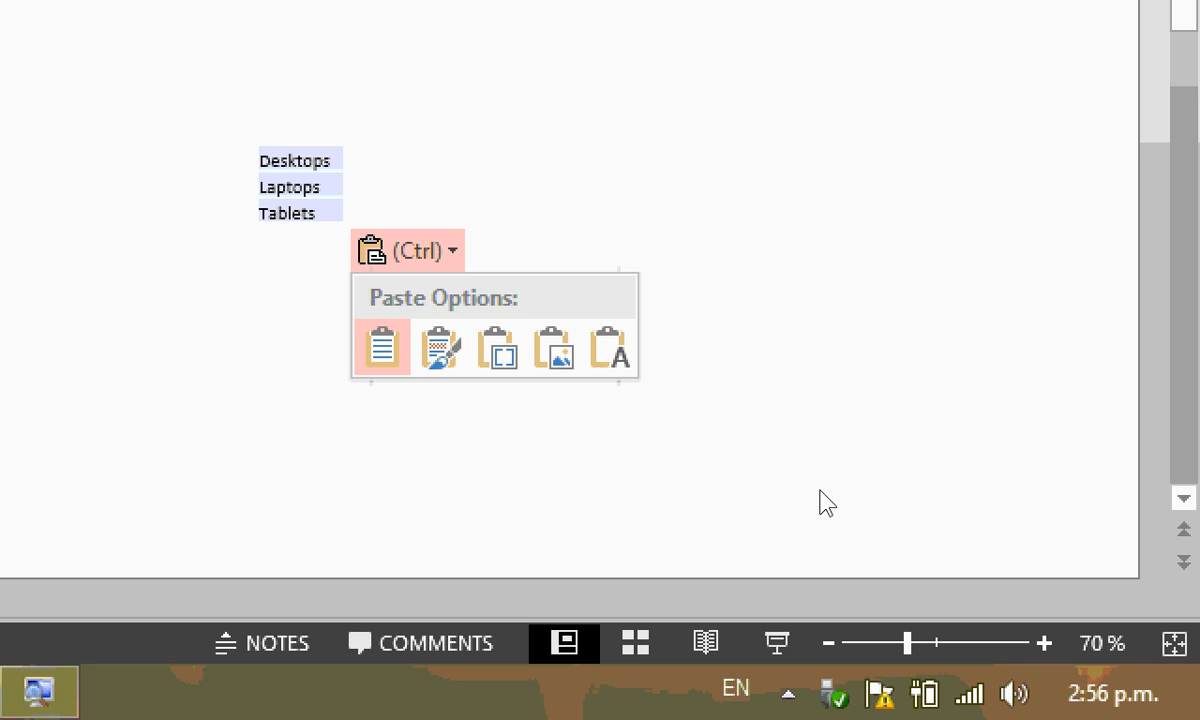 Desktops
Laptops
Tablets
(Ctrl)
Paste Options:
NOTES COMMENTS 70 %
EN 2:56 p.m.